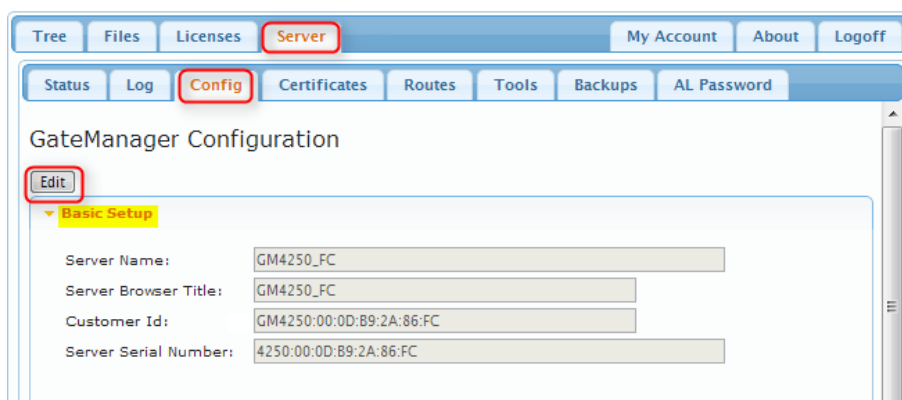 Tree Files Licenses Server My Account About Logoff
Status Log Config Certificates Routes Tools Backups AL Password
GateManager Configuration
Edit
Basic Setup
Server Name: GM4250_FC
Server Browser Title: GM4250_FC
Customer Id: GM4250:00:0D:B9:2A:86:FC
Server Serial Number: 4250:00:0D:B9:2A:86:FC